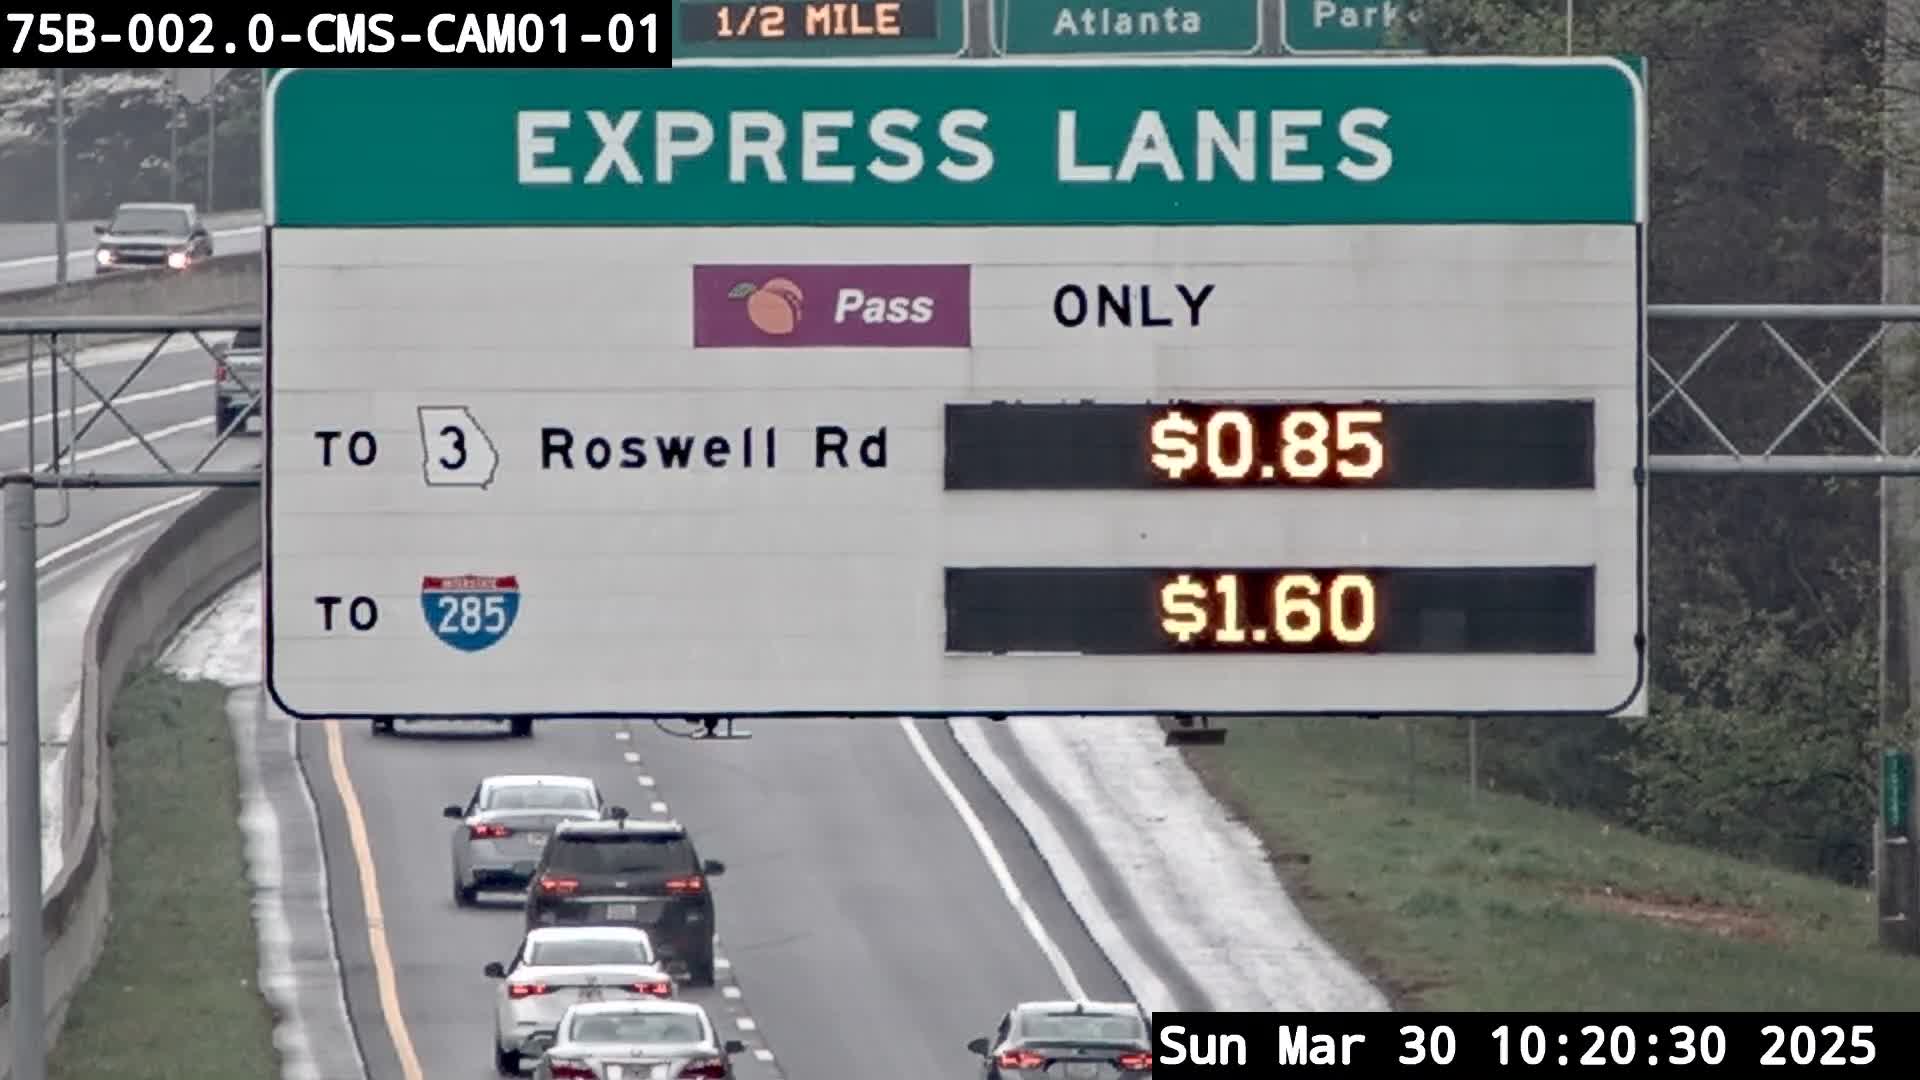 75B-002.0-CMS-CAM01-01
1/2 MILE
Atlanta
EXPRESS LANES
Pass ONLY
TO 3 Roswell Rd $0.85
TO INTERSTATE 285 $1.60
Sun Mar 30 10:20:30 2025